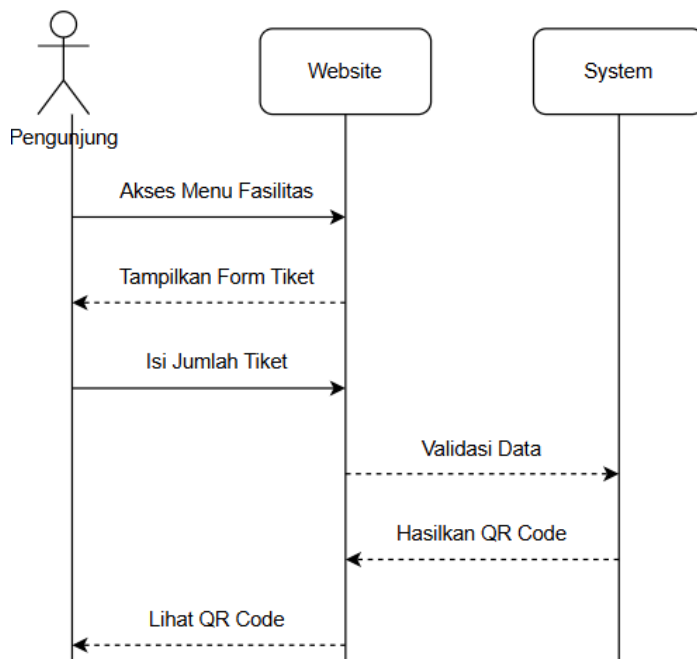 Website
System
Pengunjung
Akses Menu Fasilitas
Tampilkan Form Tiket
Isi Jumlah Tiket
Validasi Data
Hasilkan QR Code
Lihat QR Code